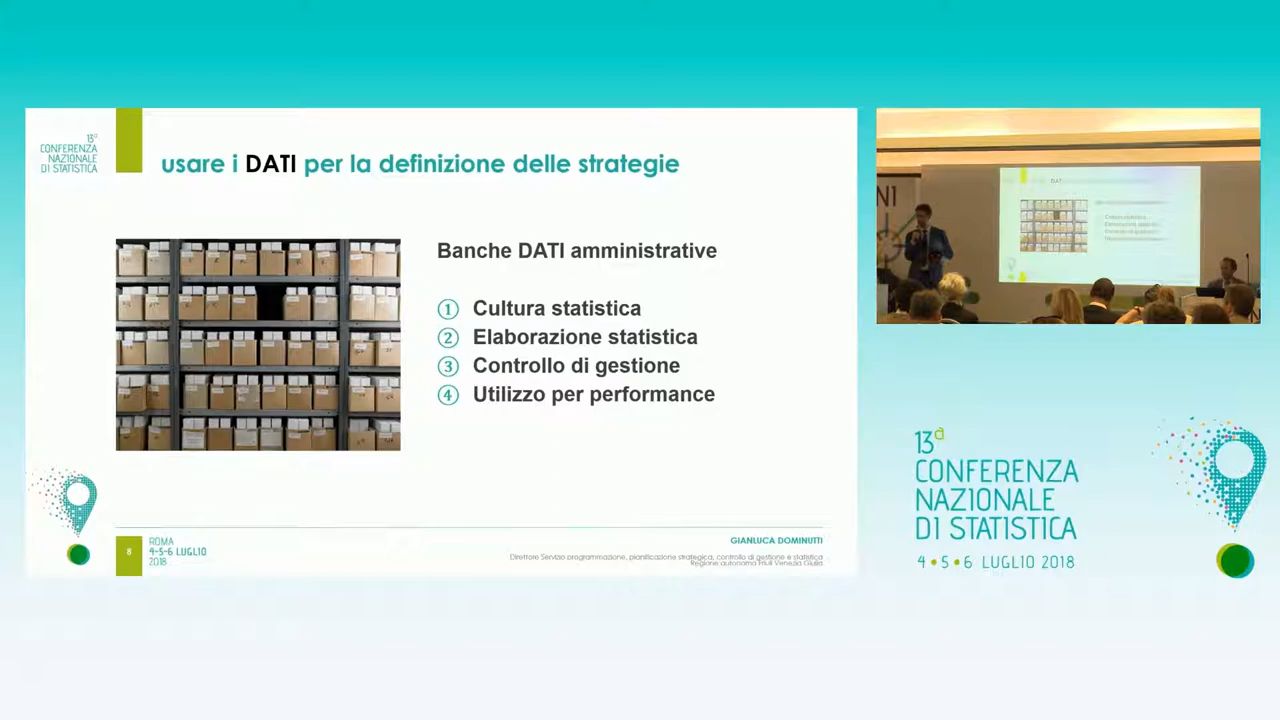 13ª
CONFERENZA
NAZIONALE
DI STATISTICA
usare i DATI per la definizione delle strategie
Banche DATI amministrative
① Cultura statistica
② Elaborazione statistica
③ Controllo di gestione
④ Utilizzo per performance
8
ROMA
4-5-6 LUGLIO
2018
GIANLUCA DOMINUTTI
Direttore Servizio programmazione, pianificazione strategica, controllo di gestione e statistica
Regione autonoma Friuli Venezia Giulia
13ª
CONFERENZA
NAZIONALE
DI STATISTICA
4 • 5 • 6 LUGLIO 2018